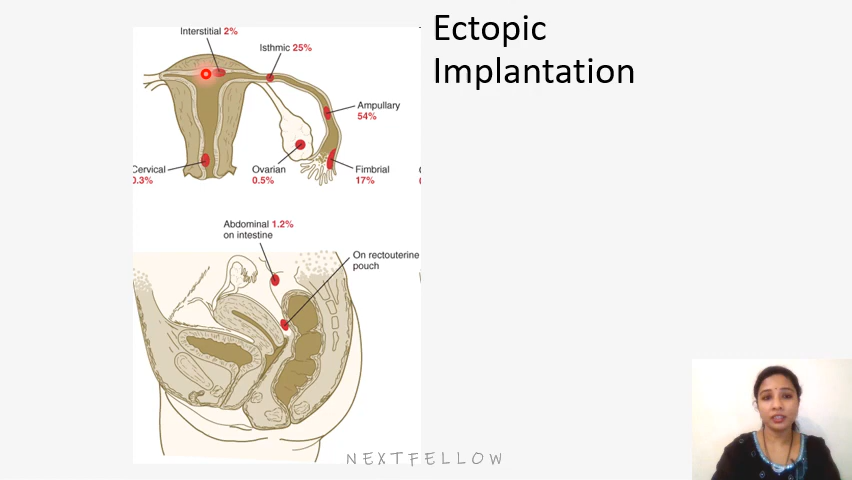 Ectopic
Implantation
Interstitial 2%
Isthmic 25%
Ampullary
54%
Cervical
0.3%
Ovarian
0.5%
Fimbrial
17%
Abdominal 1.2%
on intestine
On rectouterine
pouch
NEXTFELLOW